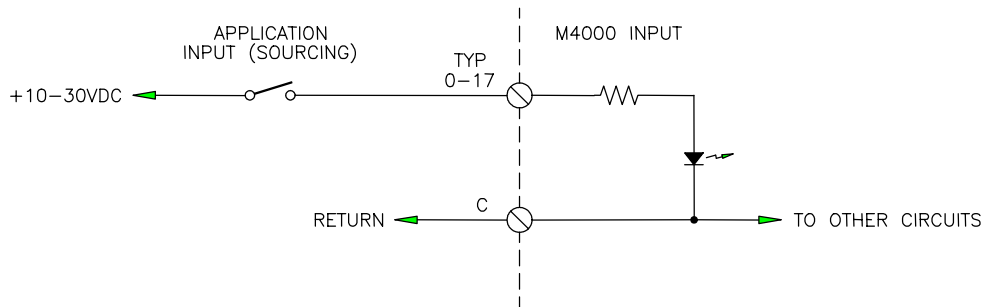 APPLICATION
INPUT (SOURCING)
M4000 INPUT
TYP
0-17
+10-30VDC
C
RETURN
TO OTHER CIRCUITS